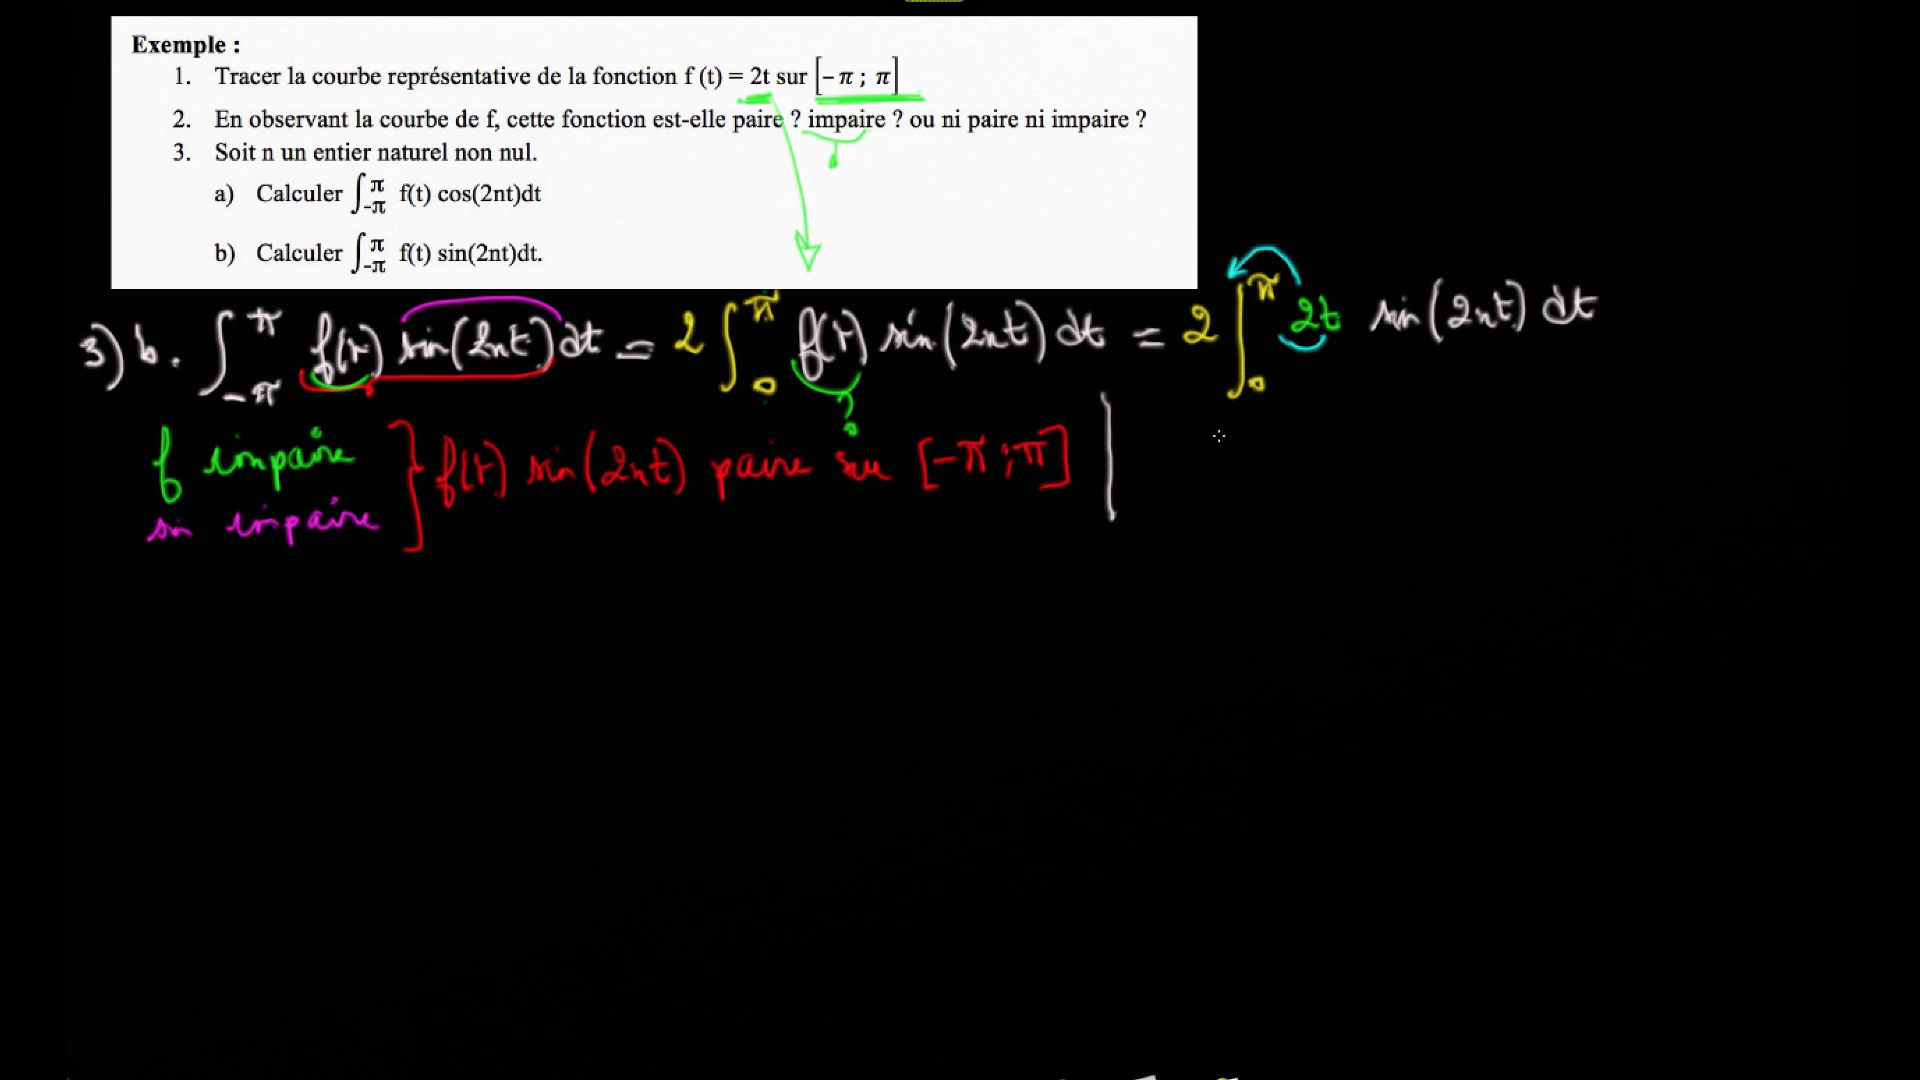 Exemple :
1. Tracer la courbe représentative de la fonction f (t) = 2t sur [−π ; π]
2. En observant la courbe de f, cette fonction est-elle paire ? impaire ? ou ni paire ni impaire ?
3. Soit n un entier naturel non nul.
a) Calculer ∫_{-π}^{π} f(t) cos(2nt)dt
b) Calculer ∫_{-π}^{π} f(t) sin(2nt)dt.
3) b. ∫_{-π}^{π} f(t) sin(2nt) dt = 2 ∫_{0}^{π} f(t) sin(2nt) dt = 2 ∫_{0}^{π} 2t sin(2nt) dt
f impaire
sin impaire
} f(t) sin(2nt) paire sur [-π ; π]